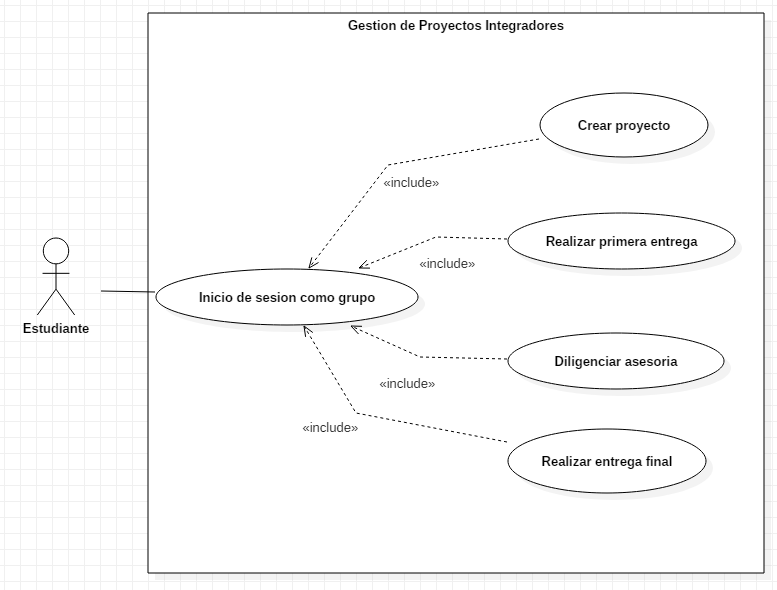 Gestion de Proyectos Integradores
Crear proyecto
«include»
Realizar primera entrega
«include»
Inicio de sesion como grupo
Estudiante
Diligenciar asesoria
«include»
«include»
Realizar entrega final